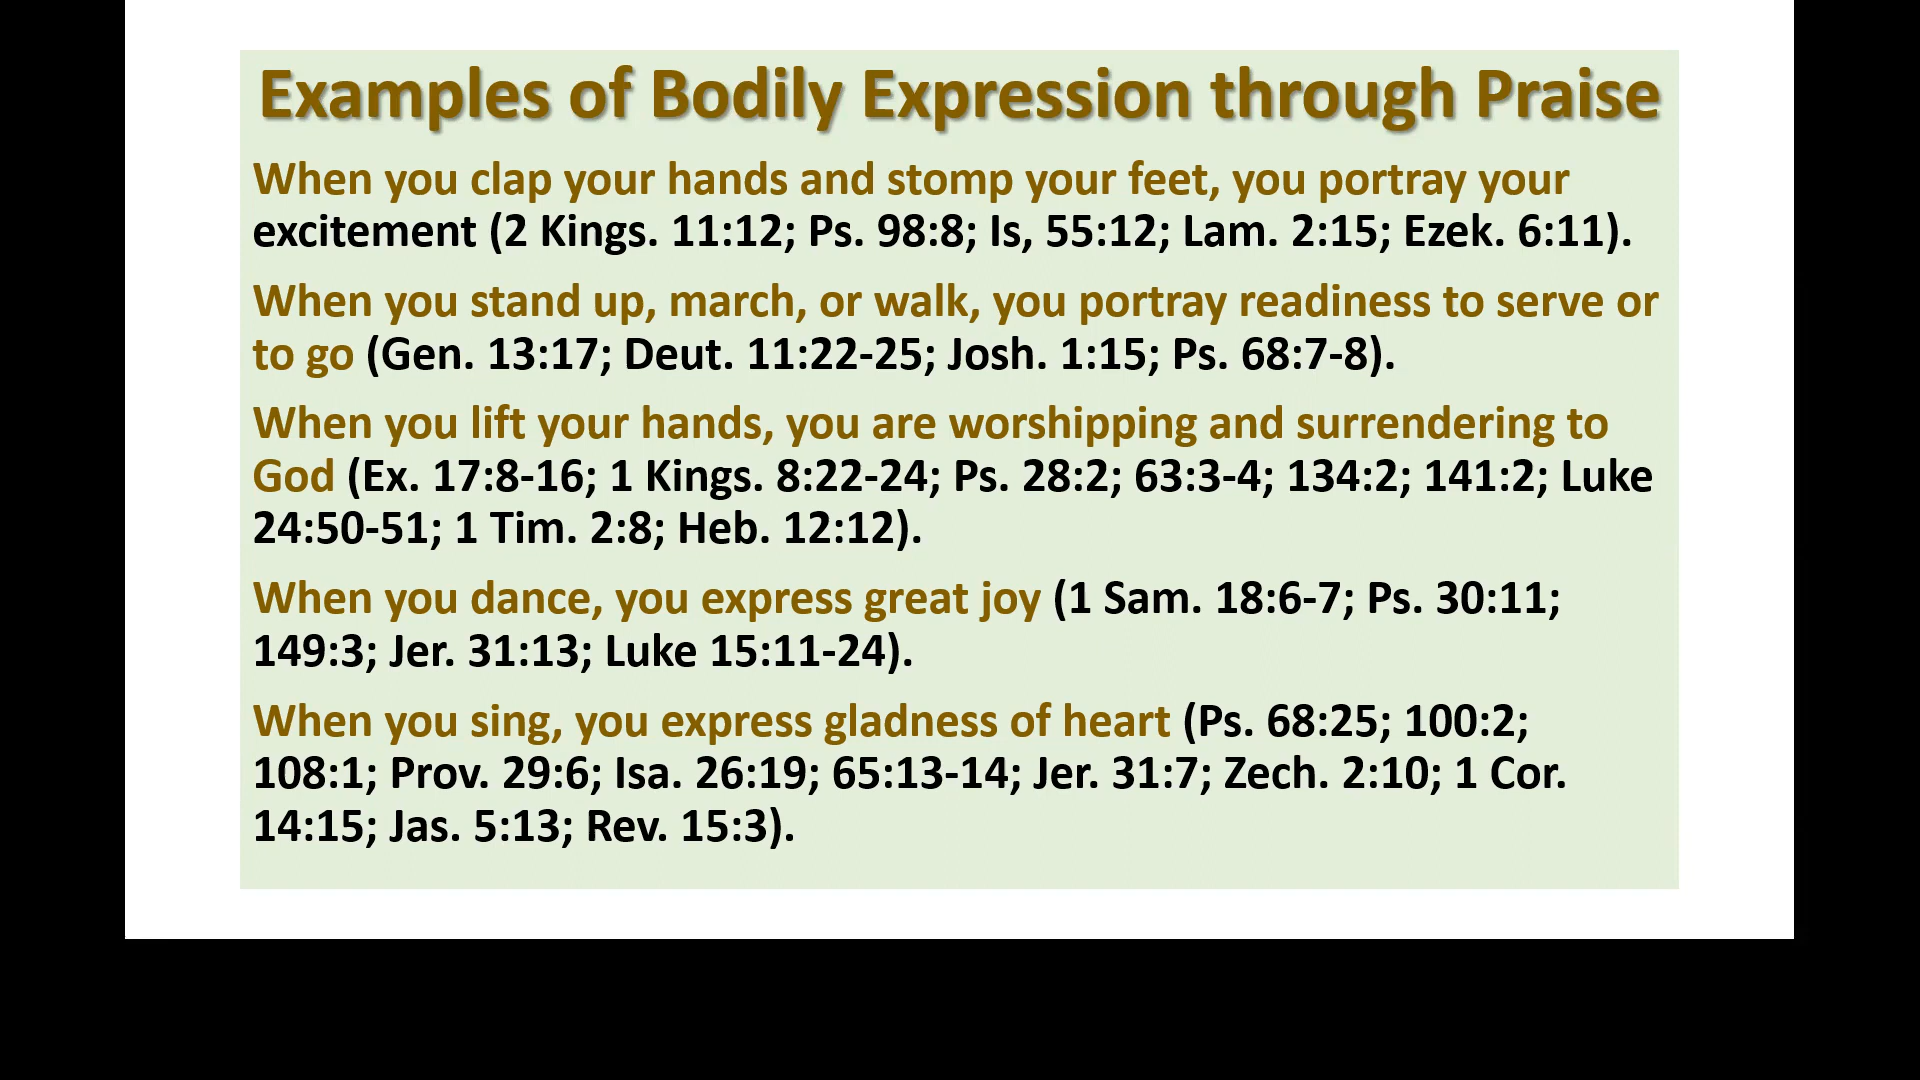 Examples of Bodily Expression through Praise
When you clap your hands and stomp your feet, you portray your
excitement (2 Kings. 11:12; Ps. 98:8; Is, 55:12; Lam. 2:15; Ezek. 6:11).
When you stand up, march, or walk, you portray readiness to serve or
to go (Gen. 13:17; Deut. 11:22-25; Josh. 1:15; Ps. 68:7-8).
When you lift your hands, you are worshipping and surrendering to
God (Ex. 17:8-16; 1 Kings. 8:22-24; Ps. 28:2; 63:3-4; 134:2; 141:2; Luke
24:50-51; 1 Tim. 2:8; Heb. 12:12).
When you dance, you express great joy (1 Sam. 18:6-7; Ps. 30:11;
149:3; Jer. 31:13; Luke 15:11-24).
When you sing, you express gladness of heart (Ps. 68:25; 100:2;
108:1; Prov. 29:6; Isa. 26:19; 65:13-14; Jer. 31:7; Zech. 2:10; 1 Cor.
14:15; Jas. 5:13; Rev. 15:3).